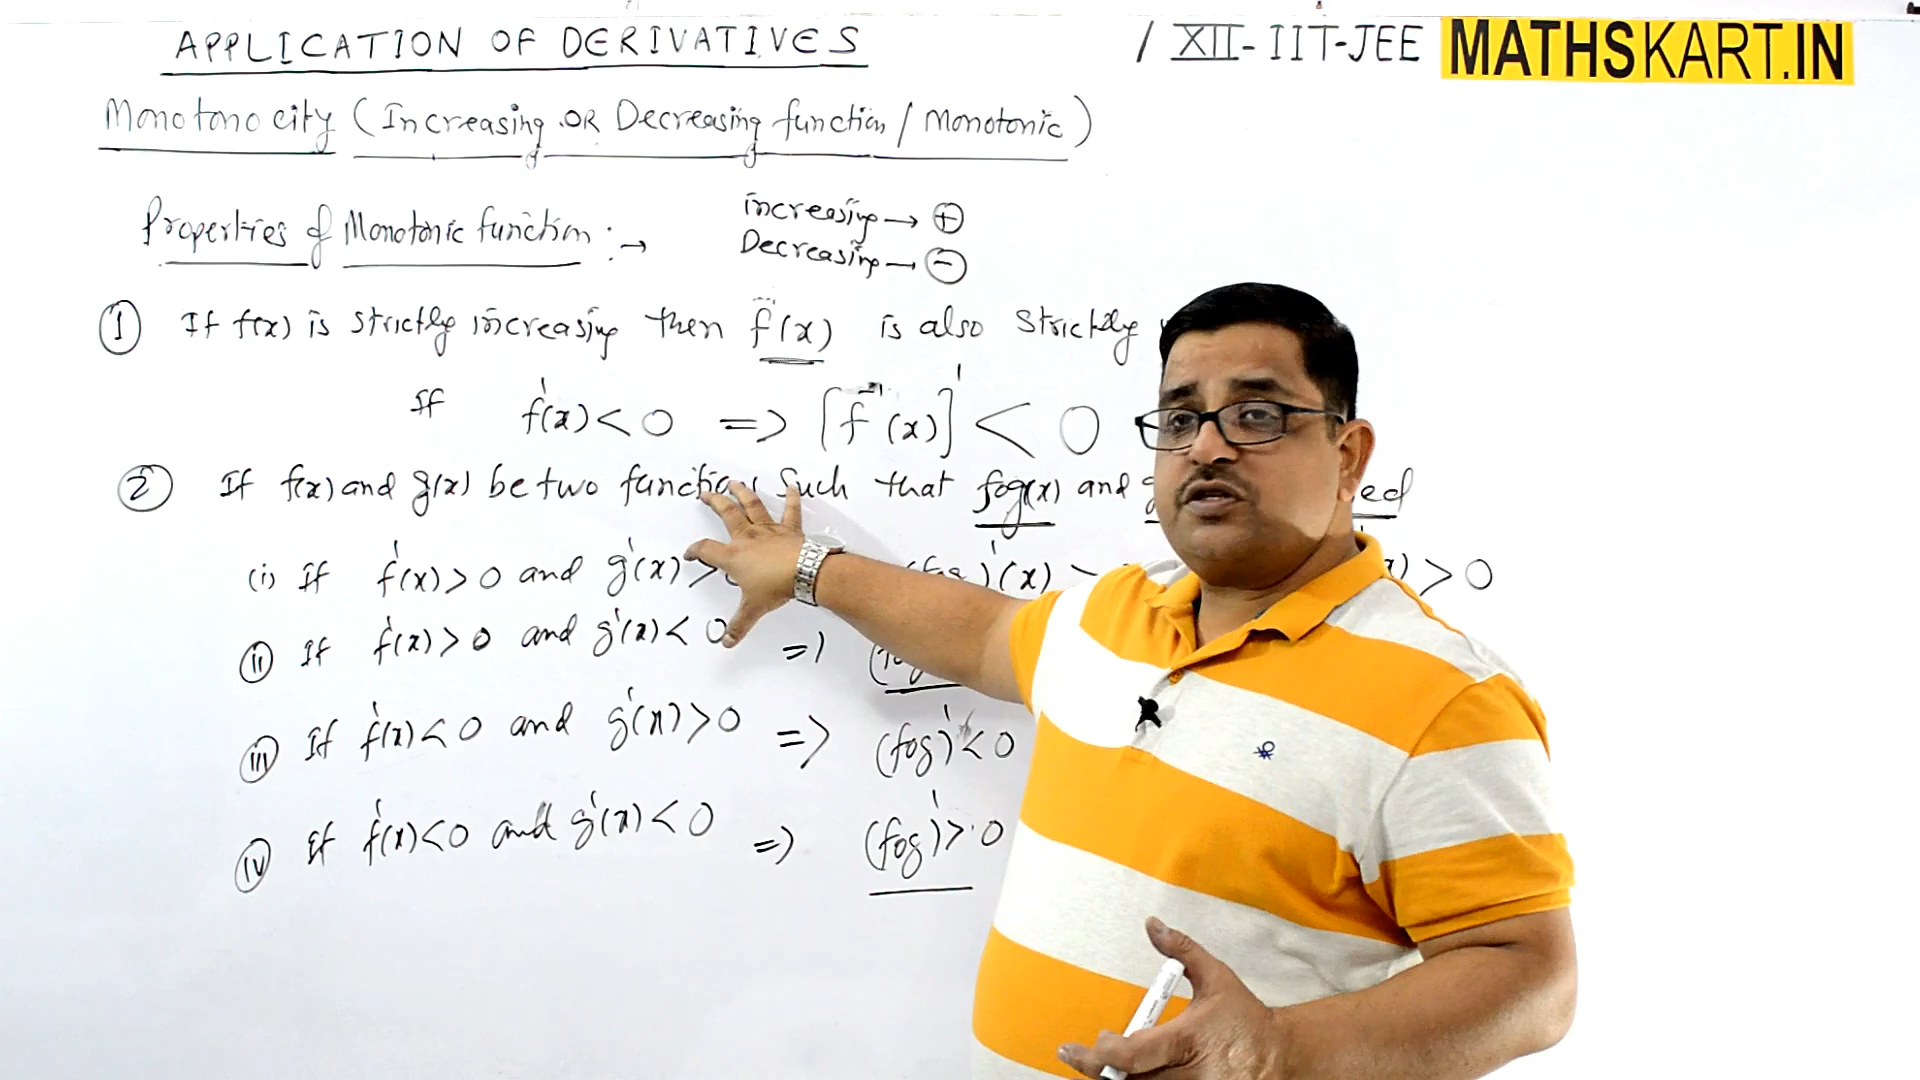 APPLICATION OF DERIVATIVES / XII - IIT-JEE MATHSKART.IN
Monotonocity (Increasing OR Decreasing function / Monotonic)
Properties of Monotonic function :→
increasing → ⊕
Decreasing → ⊖
① If f(x) is strictly increasing then f⁻¹(x) is also strictly
If f'(x) < 0 => [f⁻¹(x)]' < 0
② If f(x) and g(x) be two functions such that fog(x) and
(i) If f'(x) > 0 and g'(x) > (fog)'(x) > 0
(ii) If f'(x) > 0 and g'(x) < 0 =>
(iii) If f'(x) < 0 and g'(x) > 0 => (fog)' < 0
(iv) If f'(x) < 0 and g'(x) < 0 => (fog)' > 0